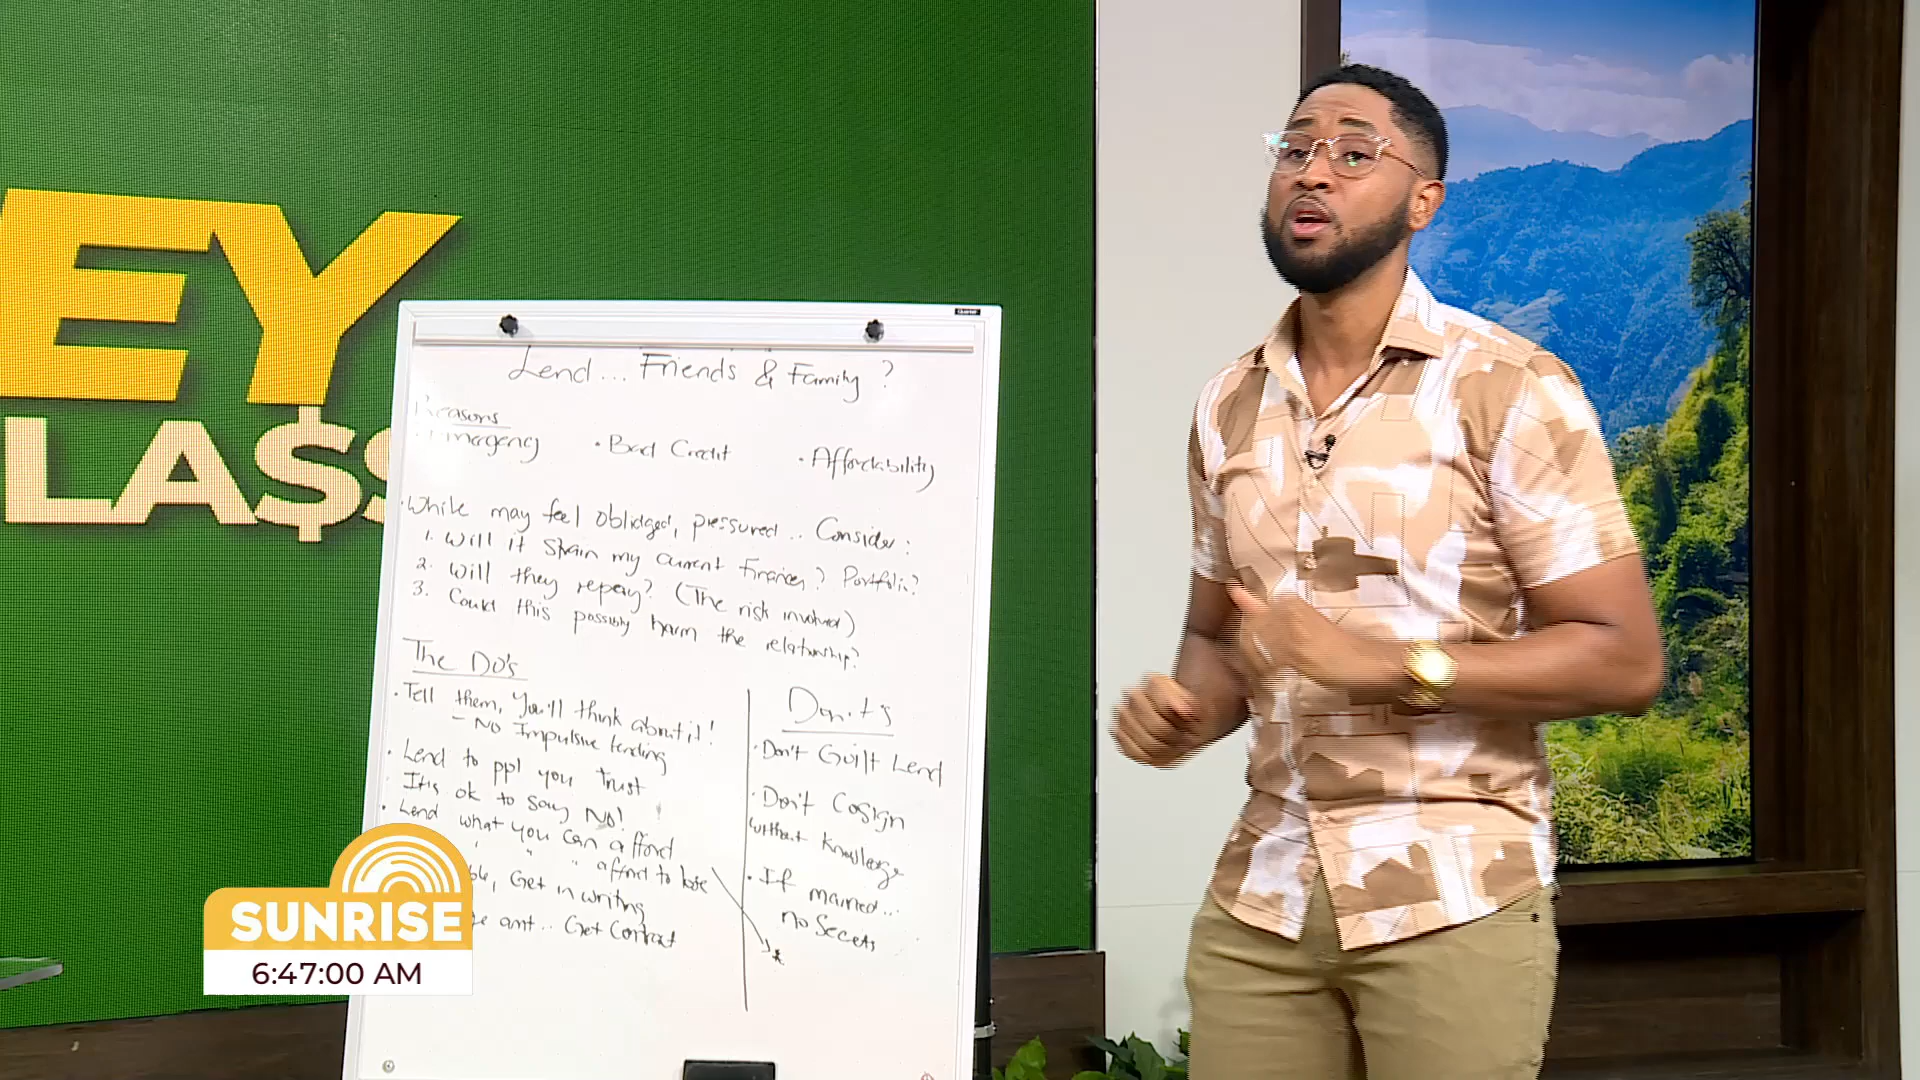 EY
LA$S
Lend... Friends & Family?
Reasons
· Emergency · Bad Credit · Affordability
· While may feel oblidged, pressured... Consider:
1. Will it strain my current finances? Portfolio?
2. Will they repay? (The risk involved)
3. Could this possibly harm the relationship?
The Do's
· Tell them, You'll think about it!
- No Impulsive lending
· Lend to ppl you trust
· It's ok to say No!
· Lend what you can afford
" " " afford to lose
Get in writing
amt.. Get Contract
Don'ts
· Don't Guilt Lend
· Don't Cosign
without knowledge
· If married...
no Secrets
SUNRISE
6:47:00 AM